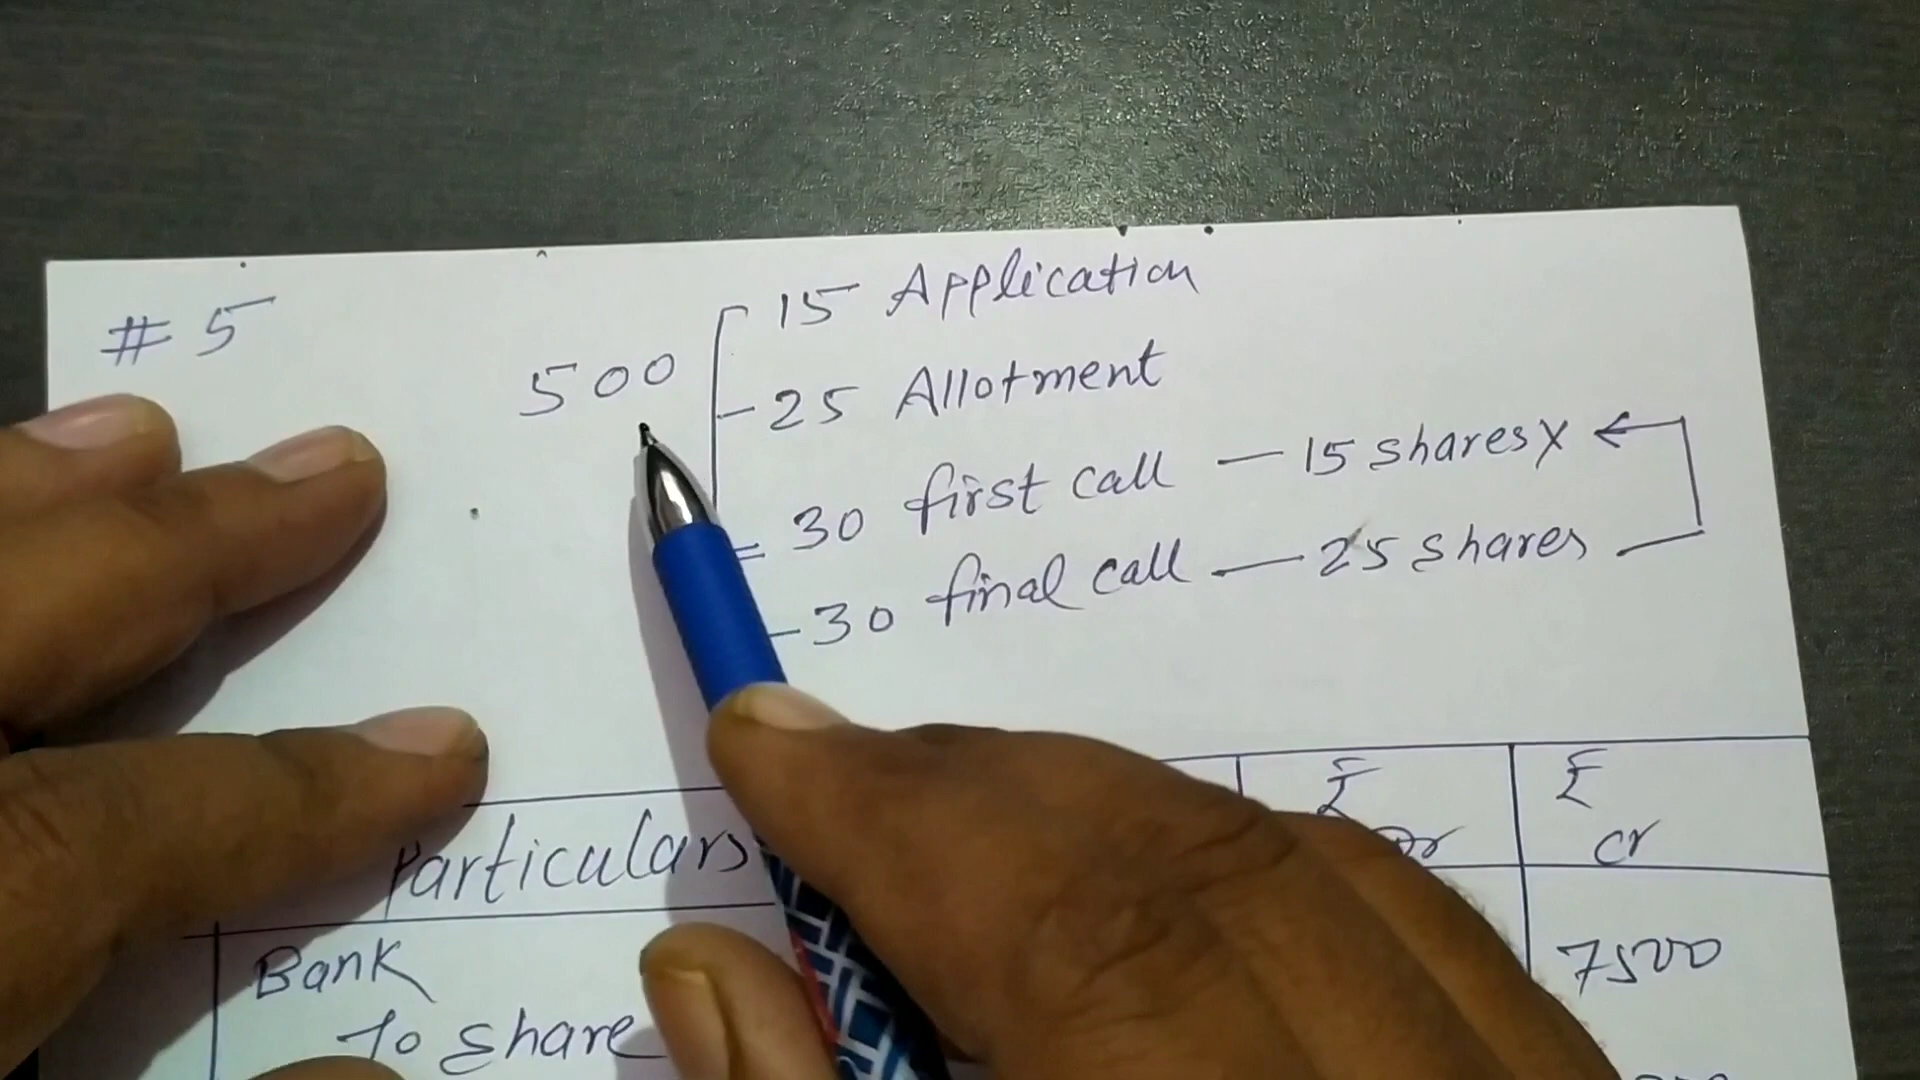 # 5
500
15 Application
- 25 Allotment
= 30 first call — 15 shares X ←
- 30 final call — 25 shares —
Particulars ₹ Dr ₹ cr
Bank 7500
To share